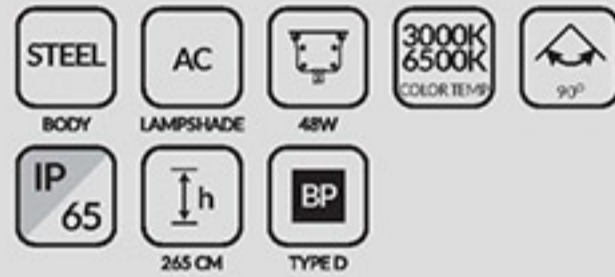 STEEL
BODY
AC
LAMPSHADE
48W
3000K
6500K
COLOR TEMP
90°
IP
65
h
265 CM
BP
TYPE D